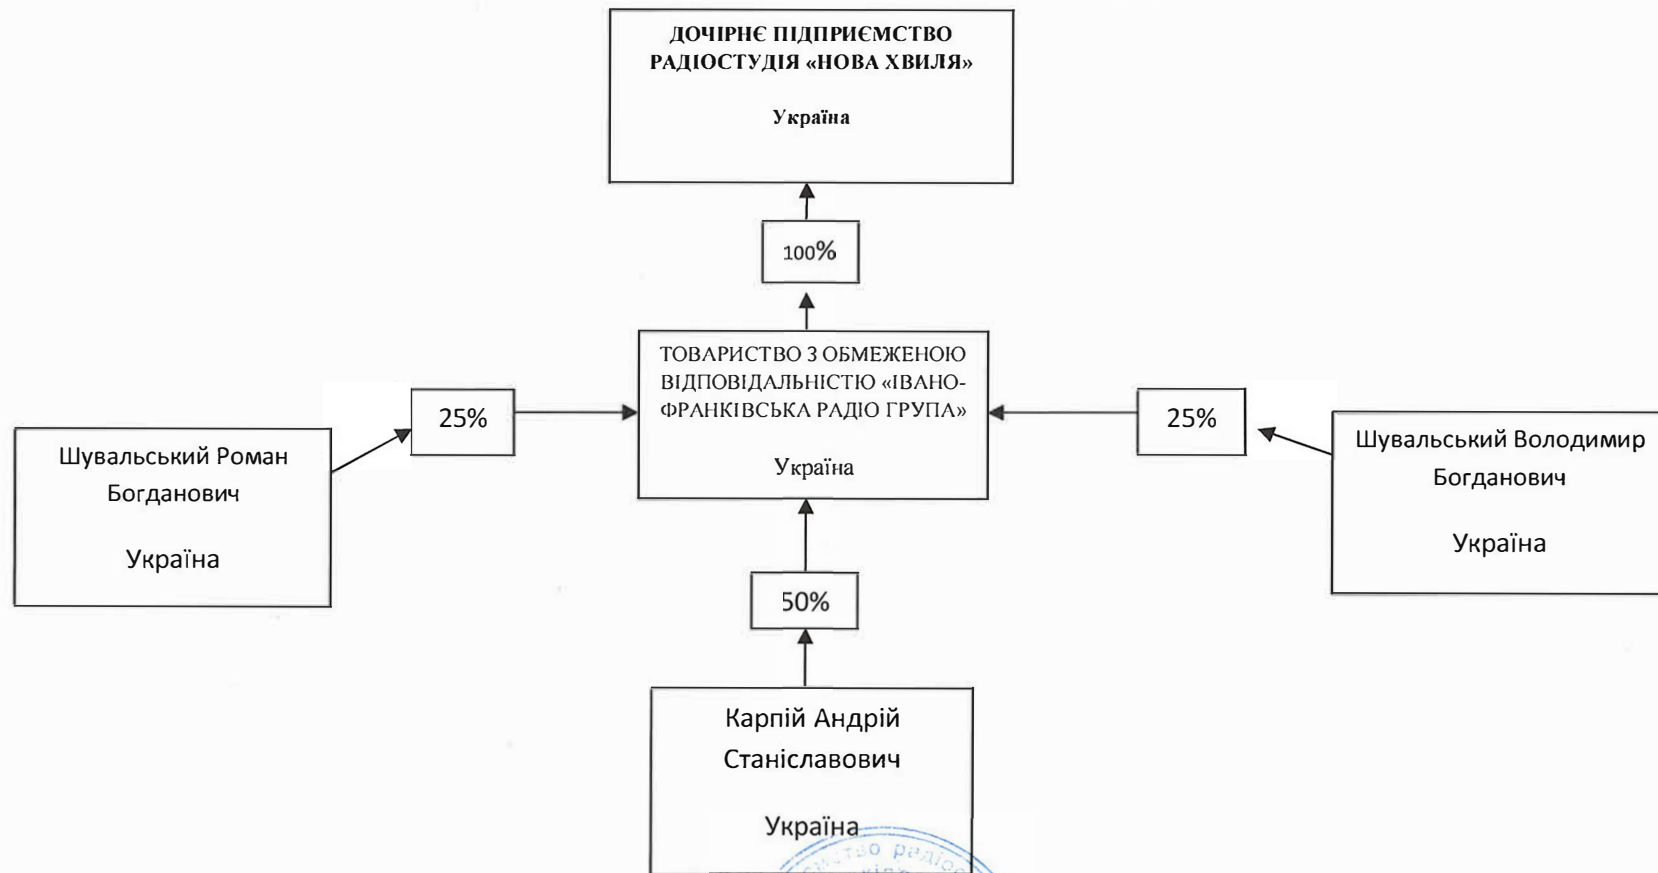 ДОЧІРНЄ ПІДПРИЄМСТВО
РАДІОСТУДІЯ «НОВА ХВИЛЯ»
Україна
100%
ТОВАРИСТВО З ОБМЕЖЕНОЮ
ВІДПОВІДАЛЬНІСТЮ «ІВАНО-
ФРАНКІВСЬКА РАДІО ГРУПА»
Україна
25%
25%
Шувальський Роман
Богданович
Україна
Шувальський Володимир
Богданович
Україна
50%
Карпій Андрій
Станіславович
Україна